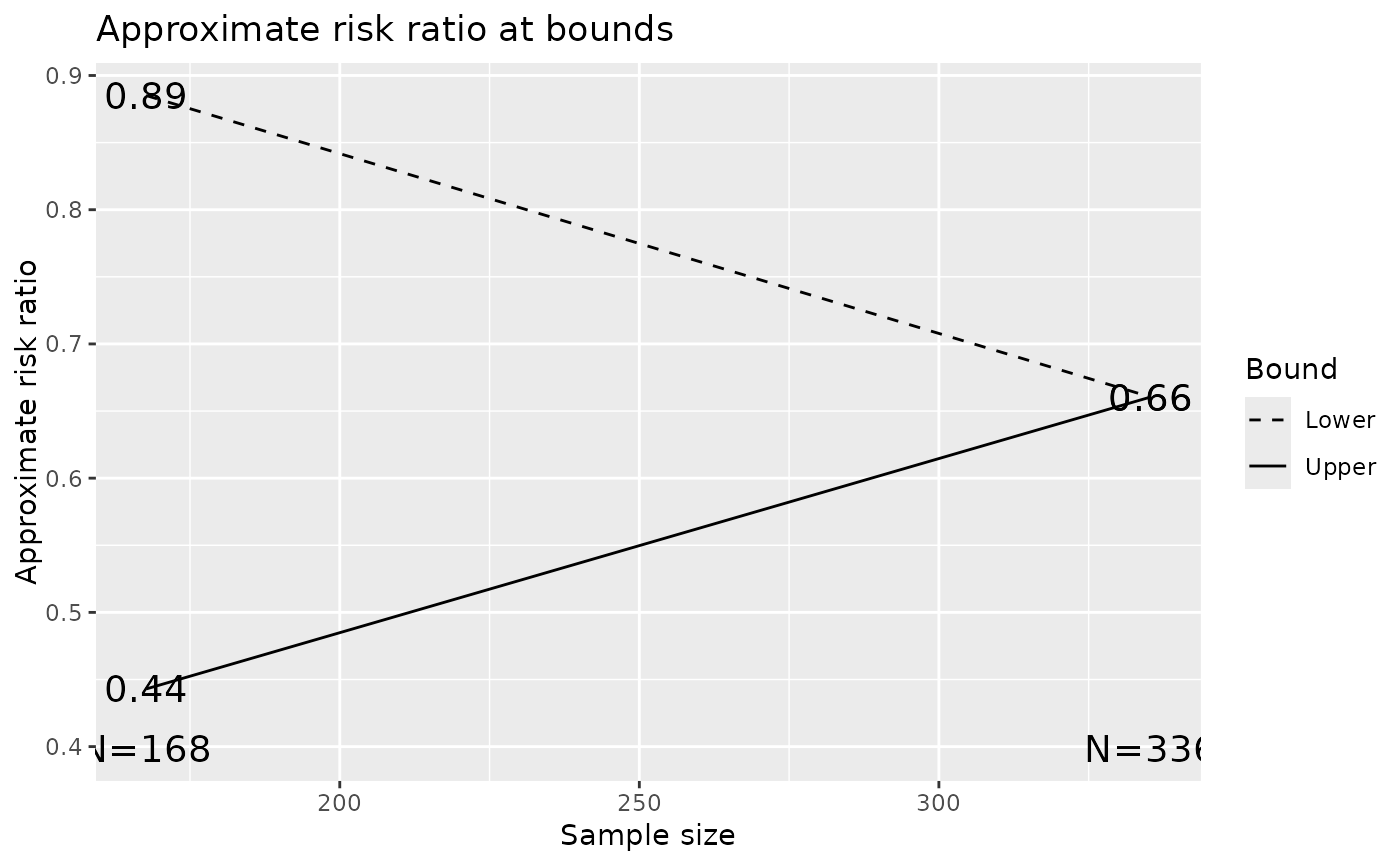 Approximate risk ratio at bounds
Approximate risk ratio
0.9
0.8
0.7
0.6
0.5
0.4
0.89
0.66
0.44
N=168
N=336
200
250
300
Sample size
Bound
Lower
Upper